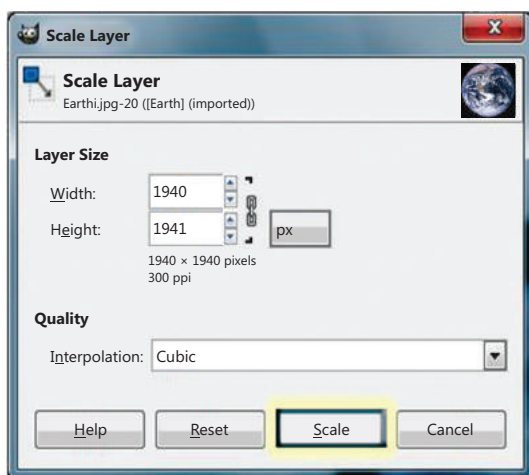 Scale Layer
Scale Layer
Earthi.jpg-20 ([Earth] (imported))
Layer Size
Width: 1940
Height: 1941 px
1940 × 1940 pixels
300 ppi
Quality
Interpolation: Cubic
Help Reset Scale Cancel